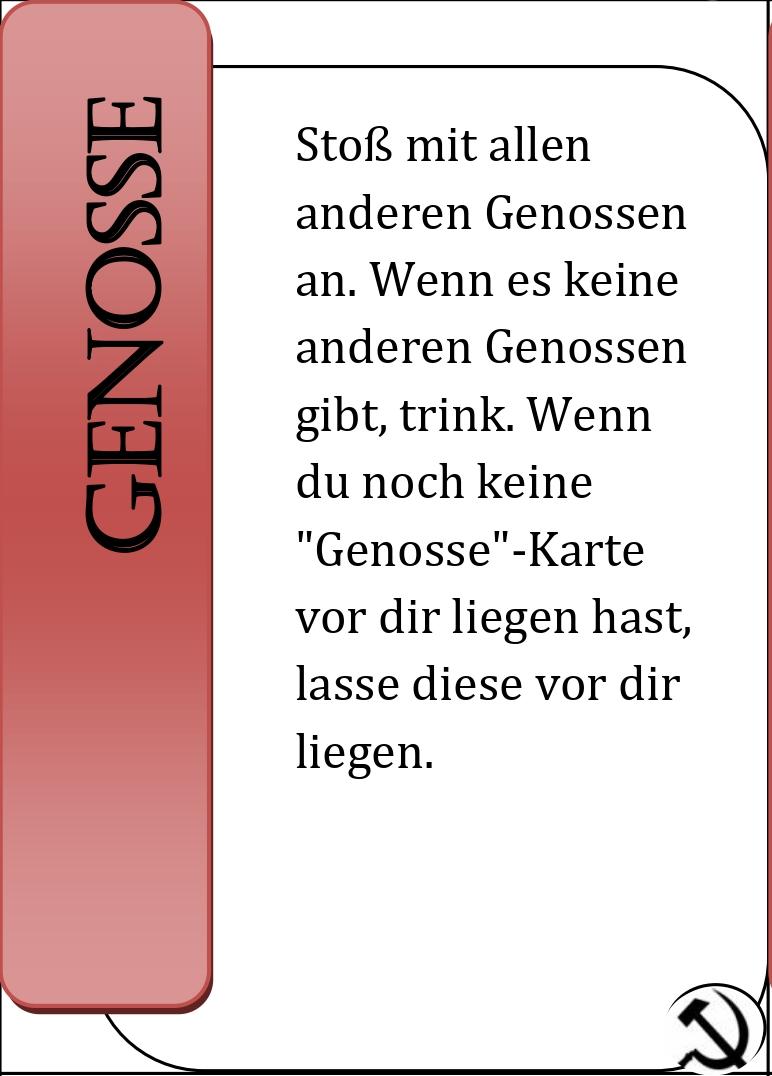 GENOSSE
Stoß mit allen
anderen Genossen
an. Wenn es keine
anderen Genossen
gibt, trink. Wenn
du noch keine
"Genosse"-Karte
vor dir liegen hast,
lasse diese vor dir
liegen.